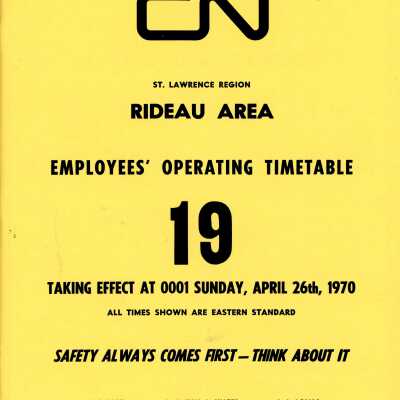 CN
ST. LAWRENCE REGION
RIDEAU AREA
EMPLOYEES' OPERATING TIMETABLE
19
TAKING EFFECT AT 0001 SUNDAY, APRIL 26th, 1970
ALL TIMES SHOWN ARE EASTERN STANDARD
SAFETY ALWAYS COMES FIRST — THINK ABOUT IT